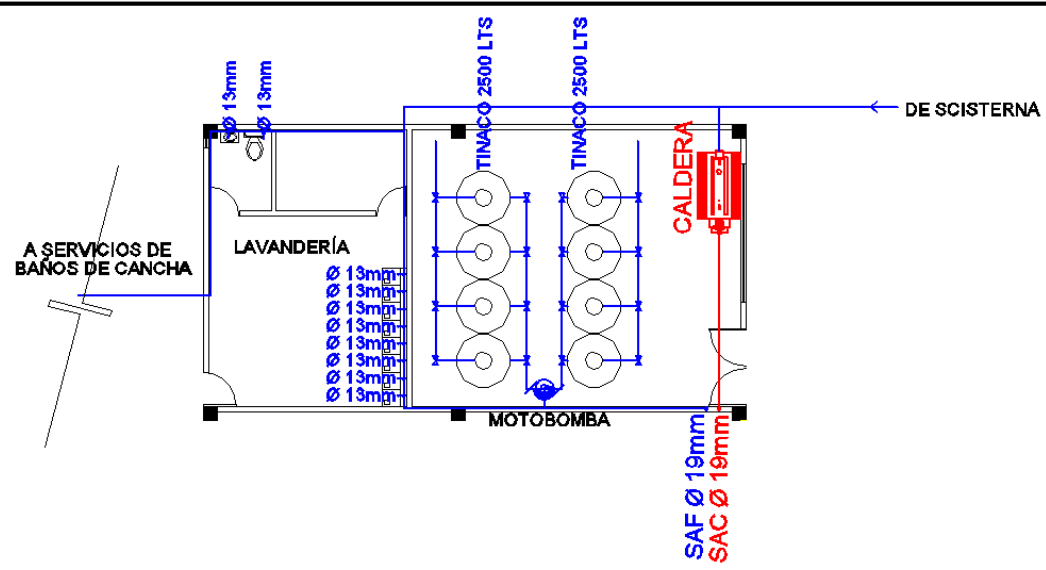 TINACO 2500 LTS
TINACO 2500 LTS
Ø 13mm
Ø 13mm
DE SCISTERNA
CALDERA
A SERVICIOS DE
BAÑOS DE CANCHA
LAVANDERÍA
Ø 13mm
Ø 13mm
Ø 13mm
Ø 13mm
Ø 13mm
Ø 13mm
Ø 13mm
Ø 13mm
MOTOBOMBA
SAF Ø 19mm
SAC Ø 19mm